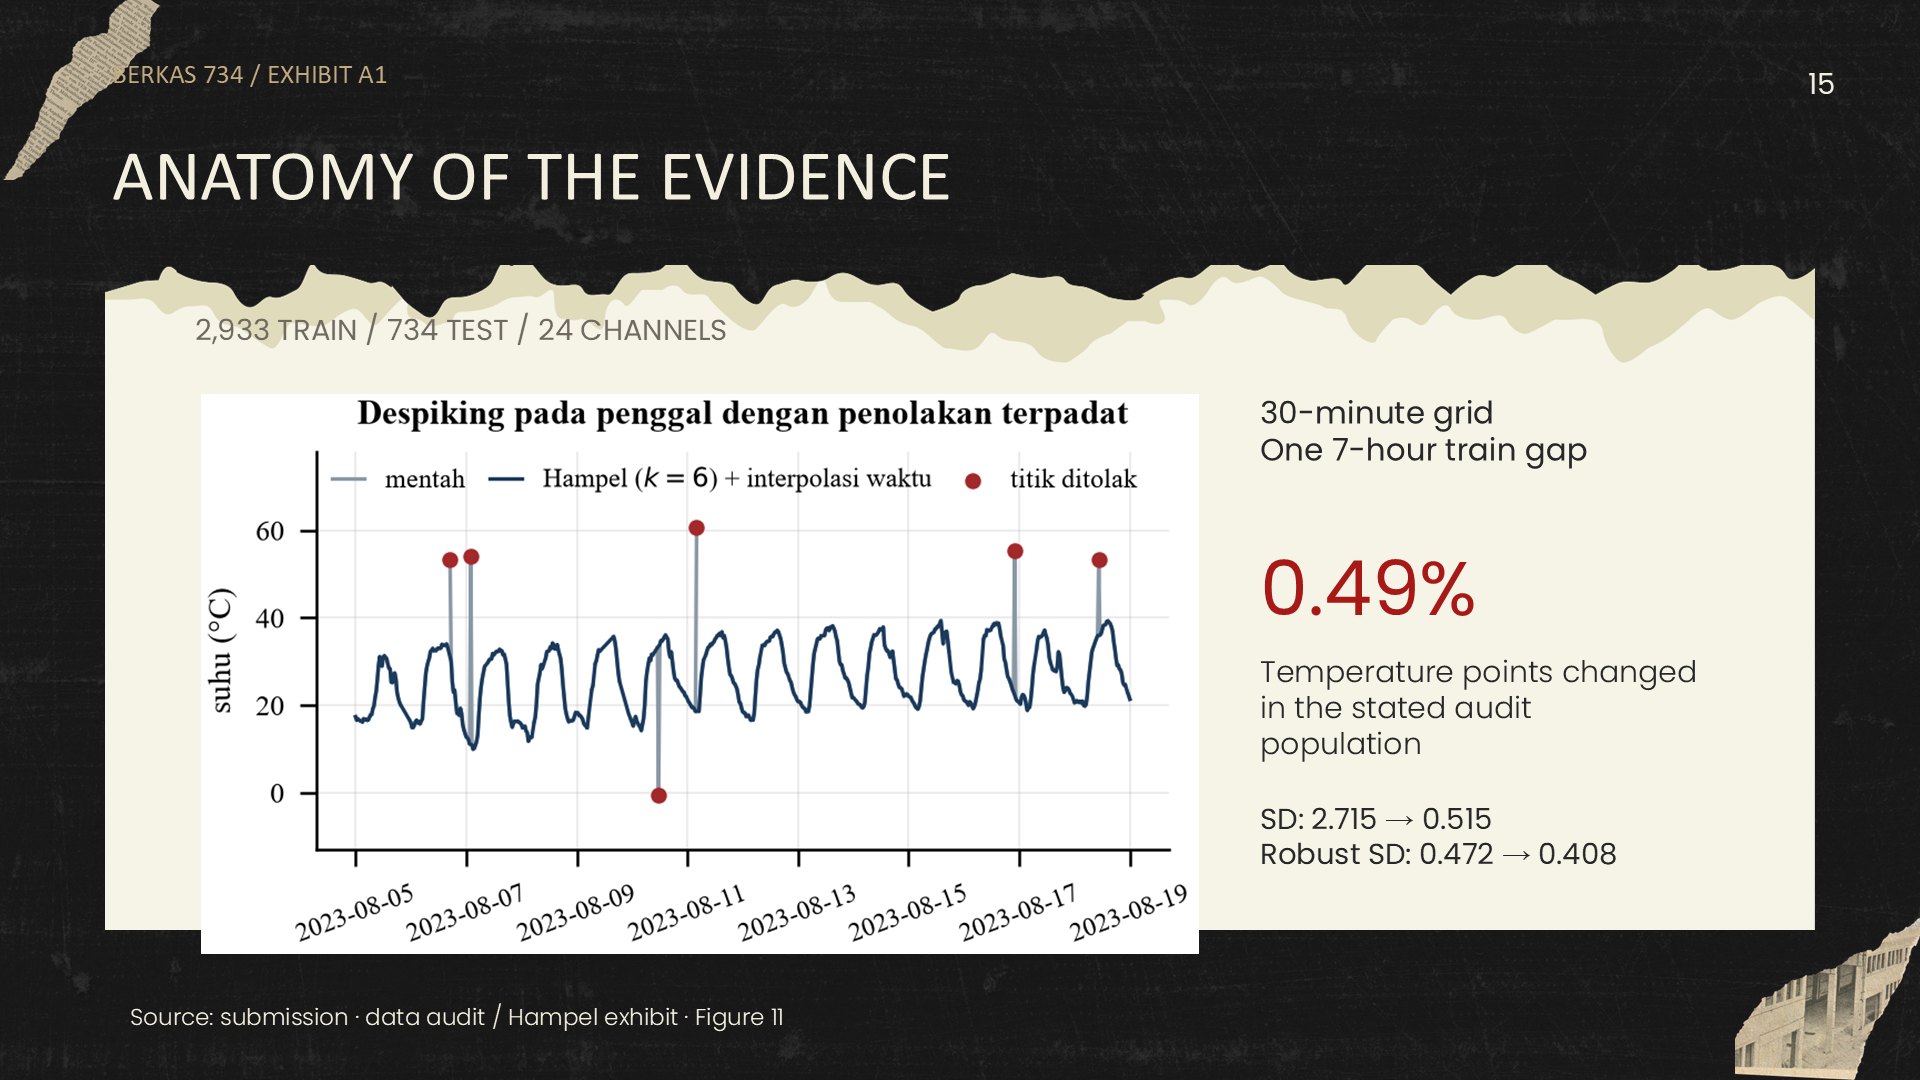 BERKAS 734 / EXHIBIT A1
15
ANATOMY OF THE EVIDENCE
2,933 TRAIN / 734 TEST / 24 CHANNELS
Despiking pada penggal dengan penolakan terpadat
mentah
Hampel (k = 6) + interpolasi waktu
titik ditolak
60
40
20
0
suhu (°C)
2023-08-05
2023-08-07
2023-08-09
2023-08-11
2023-08-13
2023-08-15
2023-08-17
2023-08-19
30-minute grid
One 7-hour train gap
0.49%
Temperature points changed
in the stated audit
population
SD: 2.715 → 0.515
Robust SD: 0.472 → 0.408
Source: submission · data audit / Hampel exhibit · Figure 11